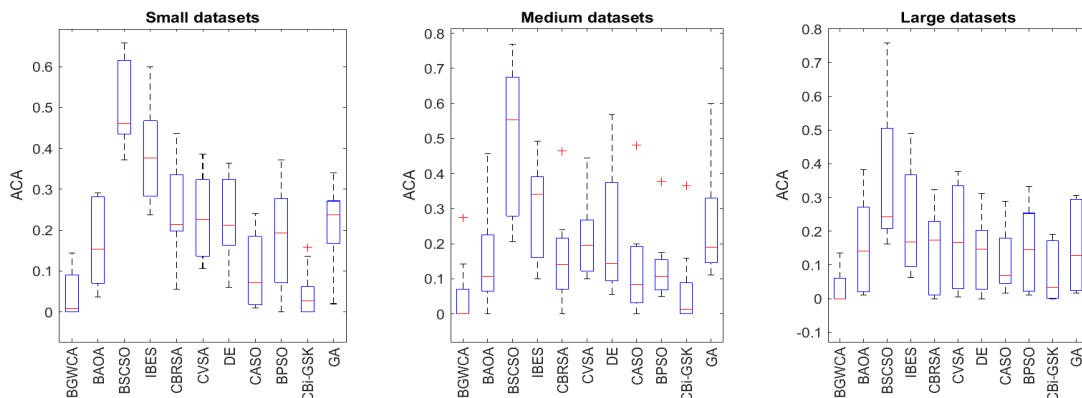 Small datasets
ACA
0.6
0.5
0.4
0.3
0.2
0.1
0
BGWCA
BAOA
BSCSO
IBES
CBRSA
CVSA
DE
CASO
BPSO
CBi-GSK
GA
Medium datasets
ACA
0.8
0.7
0.6
0.5
0.4
0.3
0.2
0.1
0
BGWCA
BAOA
BSCSO
IBES
CBRSA
CVSA
DE
CASO
BPSO
CBi-GSK
GA
Large datasets
ACA
0.8
0.7
0.6
0.5
0.4
0.3
0.2
0.1
0
-0.1
BGWCA
BAOA
BSCSO
IBES
CBRSA
CVSA
DE
CASO
BPSO
CBi-GSK
GA